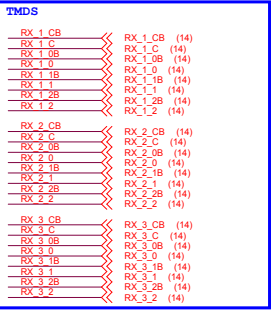 TMDS
RX_1_CB RX_1_CB (14)
RX_1_C RX_1_C (14)
RX_1_0B RX_1_0B (14)
RX_1_0 RX_1_0 (14)
RX_1_1B RX_1_1B (14)
RX_1_1 RX_1_1 (14)
RX_1_2B RX_1_2B (14)
RX_1_2 RX_1_2 (14)
RX_2_CB RX_2_CB (14)
RX_2_C RX_2_C (14)
RX_2_0B RX_2_0B (14)
RX_2_0 RX_2_0 (14)
RX_2_1B RX_2_1B (14)
RX_2_1 RX_2_1 (14)
RX_2_2B RX_2_2B (14)
RX_2_2 RX_2_2 (14)
RX_3_CB RX_3_CB (14)
RX_3_C RX_3_C (14)
RX_3_0B RX_3_0B (14)
RX_3_0 RX_3_0 (14)
RX_3_1B RX_3_1B (14)
RX_3_1 RX_3_1 (14)
RX_3_2B RX_3_2B (14)
RX_3_2 RX_3_2 (14)